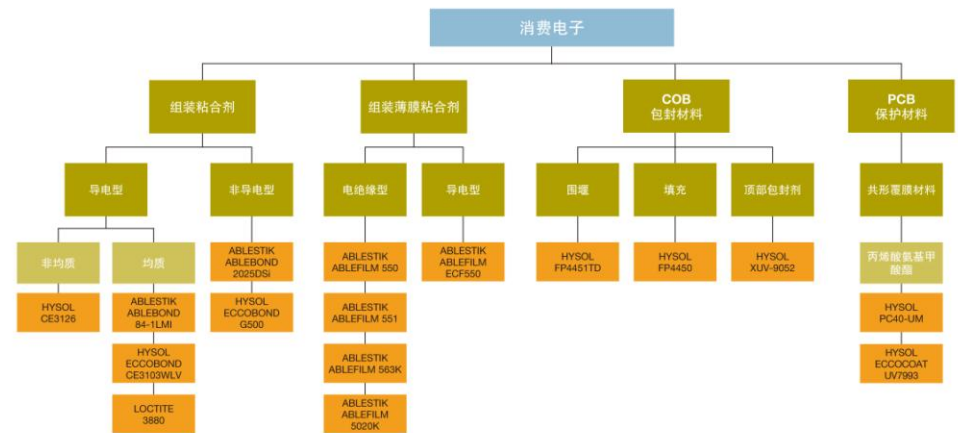 消费电子
组装粘合剂
组装薄膜粘合剂
COB
包封材料
PCB
保护材料
导电型
非导电型
电绝缘型
导电型
围堰
填充
顶部包封剂
共形覆膜材料
非均质
均质
ABLESTIK
ABLEBOND
2025DSi
ABLESTIK
ABLEFILM 550
ABLESTIK
ABLEFILM
ECF550
HYSOL
FP4451TD
HYSOL
FP4450
HYSOL
XUV-9052
丙烯酸氨基甲
酸酯
HYSOL
CE3126
ABLESTIK
ABLEBOND
84-1LMI
HYSOL
ECCOBOND
G500
ABLESTIK
ABLEFILM 551
HYSOL
PC40-UM
HYSOL
ECCOBOND
CE3103WLV
ABLESTIK
ABLEFILM 563K
HYSOL
ECCOCOAT
UV7993
LOCTITE
3880
ABLESTIK
ABLEFILM
5020K